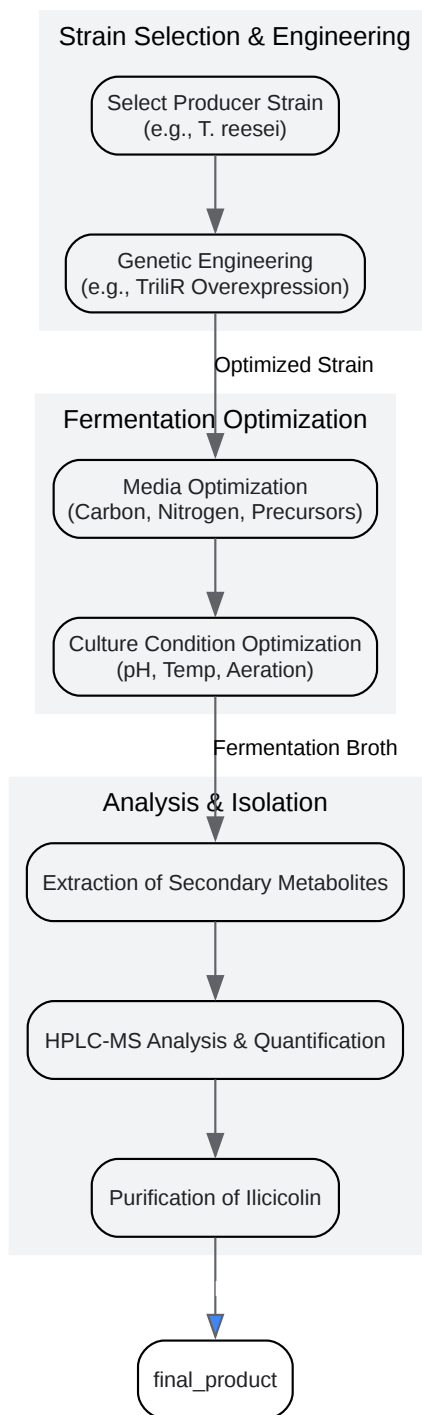 Strain Selection & Engineering
Select Producer Strain
(e.g., T. reesei)
Genetic Engineering
(e.g., TriliR Overexpression)
Optimized Strain
Fermentation Optimization
Media Optimization
(Carbon, Nitrogen, Precursors)
Culture Condition Optimization
(pH, Temp, Aeration)
Fermentation Broth
Analysis & Isolation
Extraction of Secondary Metabolites
HPLC-MS Analysis & Quantification
Purification of Ilicicolin
final_product